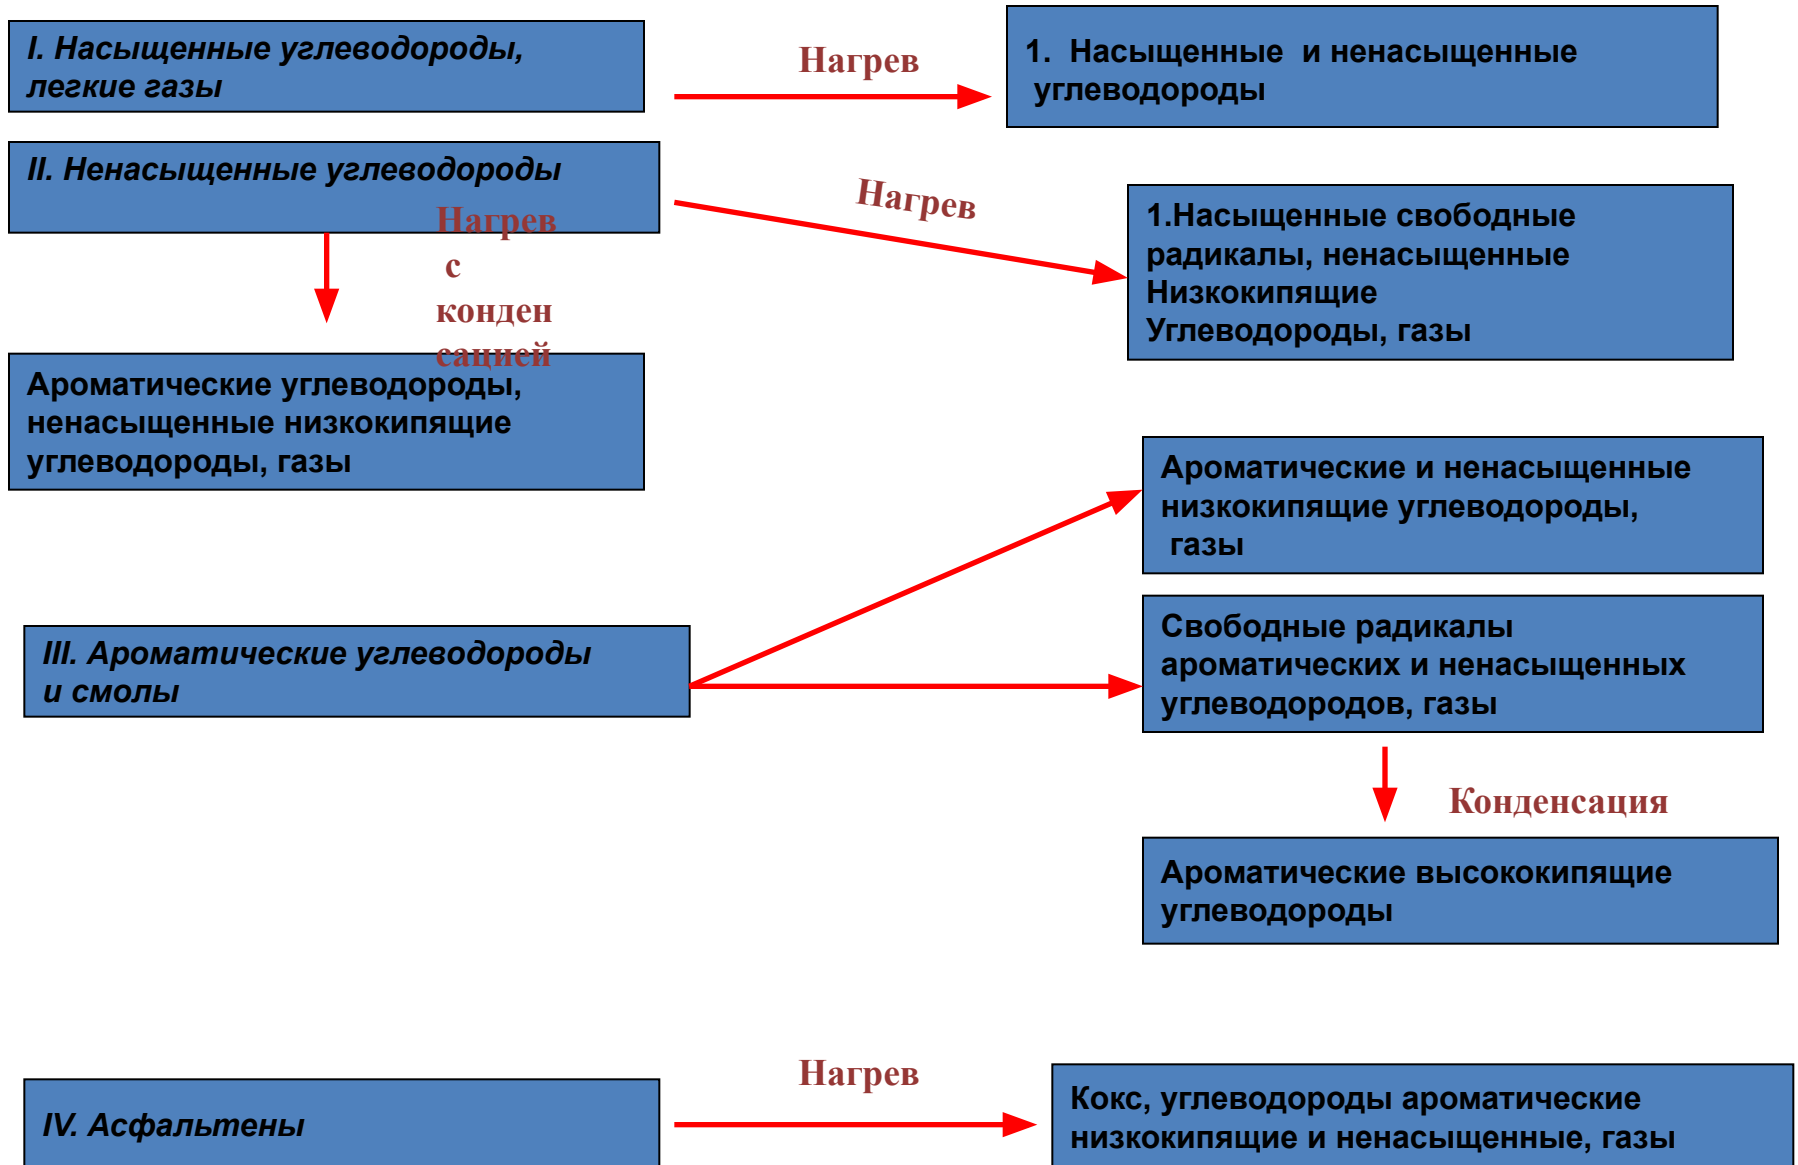 I. Насыщенные углеводороды,
легкие газы
Нагрев
1. Насыщенные и ненасыщенные
углеводороды
II. Ненасыщенные углеводороды
Нагрев
1.Насыщенные свободные
радикалы, ненасыщенные
Низкокипящие
Углеводороды, газы
Нагрев
с
конден
сацией
Ароматические углеводороды,
ненасыщенные низкокипящие
углеводороды, газы
Ароматические и ненасыщенные
низкокипящие углеводороды,
газы
III. Ароматические углеводороды
и смолы
Свободные радикалы
ароматических и ненасыщенных
углеводородов, газы
Конденсация
Ароматические высококипящие
углеводороды
IV. Асфальтены
Нагрев
Кокс, углеводороды ароматические
низкокипящие и ненасыщенные, газы